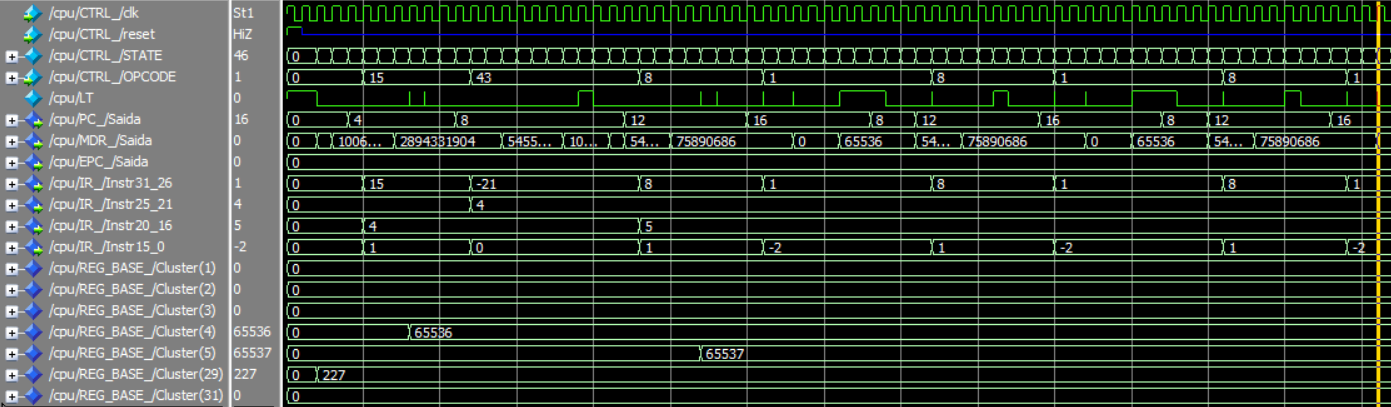 /cpu/CTRL_/clk St1
/cpu/CTRL_/reset HiZ
/cpu/CTRL_/STATE 46 0
/cpu/CTRL_/OPCODE 1 0 15 43 8 1 8 1 8 1
/cpu/LT 0
/cpu/PC_/Saida 16 0 4 8 12 16 8 12 16 8 12 16
/cpu/MDR_/Saida 0 0 1006... 2894331904 5455... 10... 54... 75890686 0 65536 54... 75890686 0 65536 54... 75890686
/cpu/EPC_/Saida 0 0
/cpu/IR_/Instr31_26 1 0 15 -21 8 1 8 1 8 1
/cpu/IR_/Instr25_21 4 0 4
/cpu/IR_/Instr20_16 5 0 4 5
/cpu/IR_/Instr15_0 -2 0 1 0 1 -2 1 -2 1 -2
/cpu/REG_BASE_/Cluster(1) 0 0
/cpu/REG_BASE_/Cluster(2) 0 0
/cpu/REG_BASE_/Cluster(3) 0 0
/cpu/REG_BASE_/Cluster(4) 65536 0 65536
/cpu/REG_BASE_/Cluster(5) 65537 0 65537
/cpu/REG_BASE_/Cluster(29) 227 0 227
/cpu/REG_BASE_/Cluster(31) 0 0